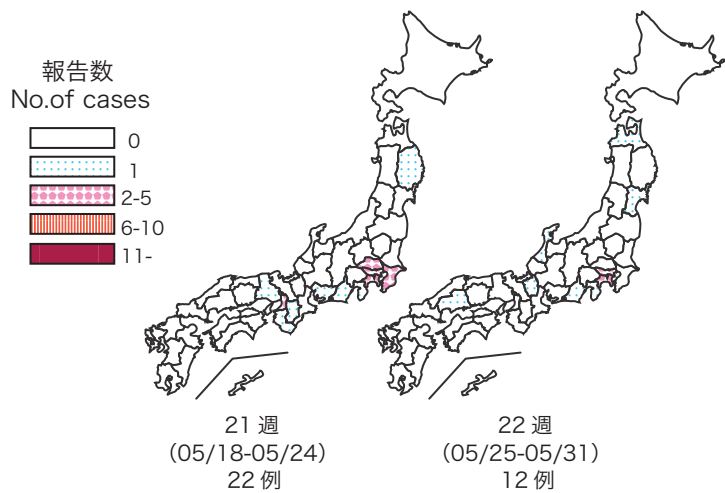 報告数
No.of cases
0
1
2-5
6-10
11-
21 週
（05/18-05/24）
22 例
22 週
（05/25-05/31）
12 例